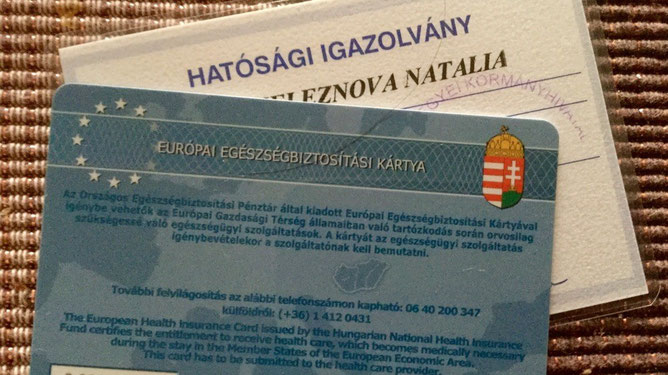 HATÓSÁGI IGAZOLVÁNY
ELEZNOVA NATALIA
GYEI KORMÁNYHIVATAL
EURÓPAI EGÉSZSÉGBIZTOSÍTÁSI KÁRTYA
Az Országos Egészségbiztosítási Pénztár által kiadott Európai Egészségbiztosítási Kártyával
igénybe vehetők az Európai Gazdasági Térség államaiban való tartózkodás során orvosilag
szükségessé váló egészségügyi szolgáltatások. A kártyát az egészségügyi szolgáltatás
igénybevételekor a szolgáltatónak kell bemutatni.
További felvilágosítás az alábbi telefonszámon kapható: 06 40 200 347
külföldről: (+36) 1 412 0431
The European Health Insurance Card issued by the Hungarian National Health Insurance
Fund certifies the entitlement to receive health care, which becomes medically necessary
during the stay in the Member States of the European Economic Area.
This card has to be submitted to the health care provider.